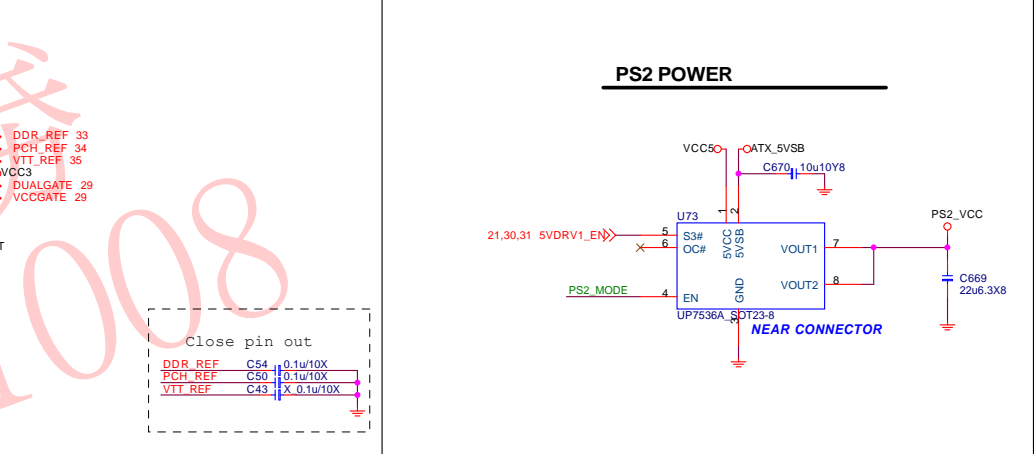 DDR_REF 33
PCH_REF 34
VTT_REF 35
VCC3
DUALGATE 29
VCCGATE 29
T
1008
Close pin out
DDR_REF C54 0.1u/10X
PCH_REF C50 0.1u/10X
VTT_REF C43 X_0.1u/10X
PS2 POWER
VCC5 ATX_5VSB
C670 10u10Y8
1 2
U73
PS2_VCC
21,30,31 5VDRV1_EN 5 S3#
6 OC#
5VCC 5VSB
VOUT1 7
VOUT2 8
C669
22u6.3X8
PS2_MODE 4 EN
GND
3
UP7536A_SOT23-8
NEAR CONNECTOR